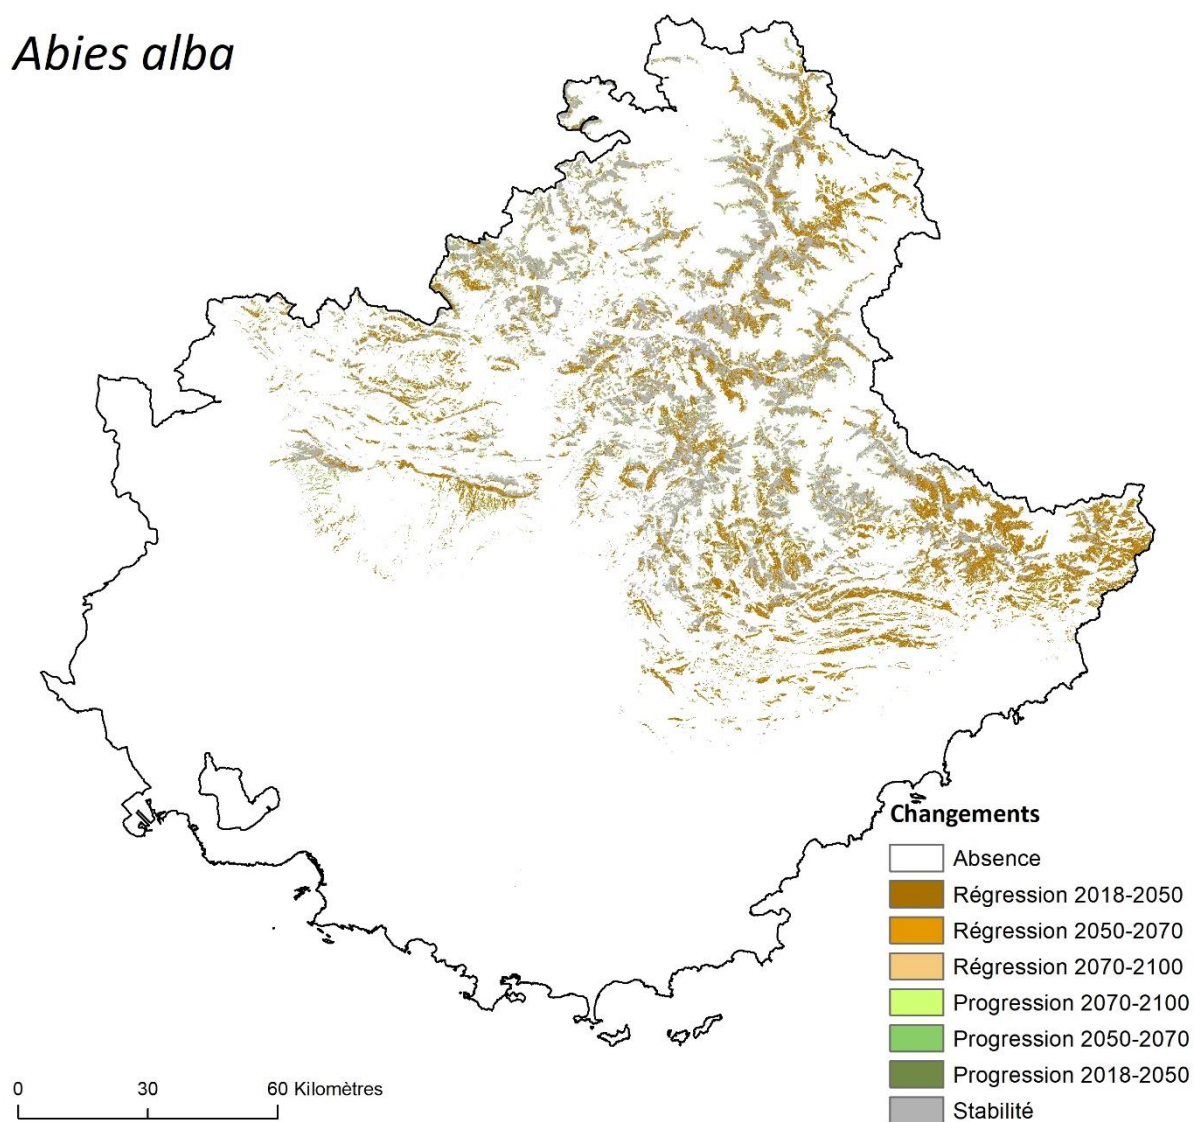 Abies alba
Changements
Absence
Régression 2018-2050
Régression 2050-2070
Régression 2070-2100
Progression 2070-2100
Progression 2050-2070
Progression 2018-2050
Stabilité
0 30 60 Kilomètres